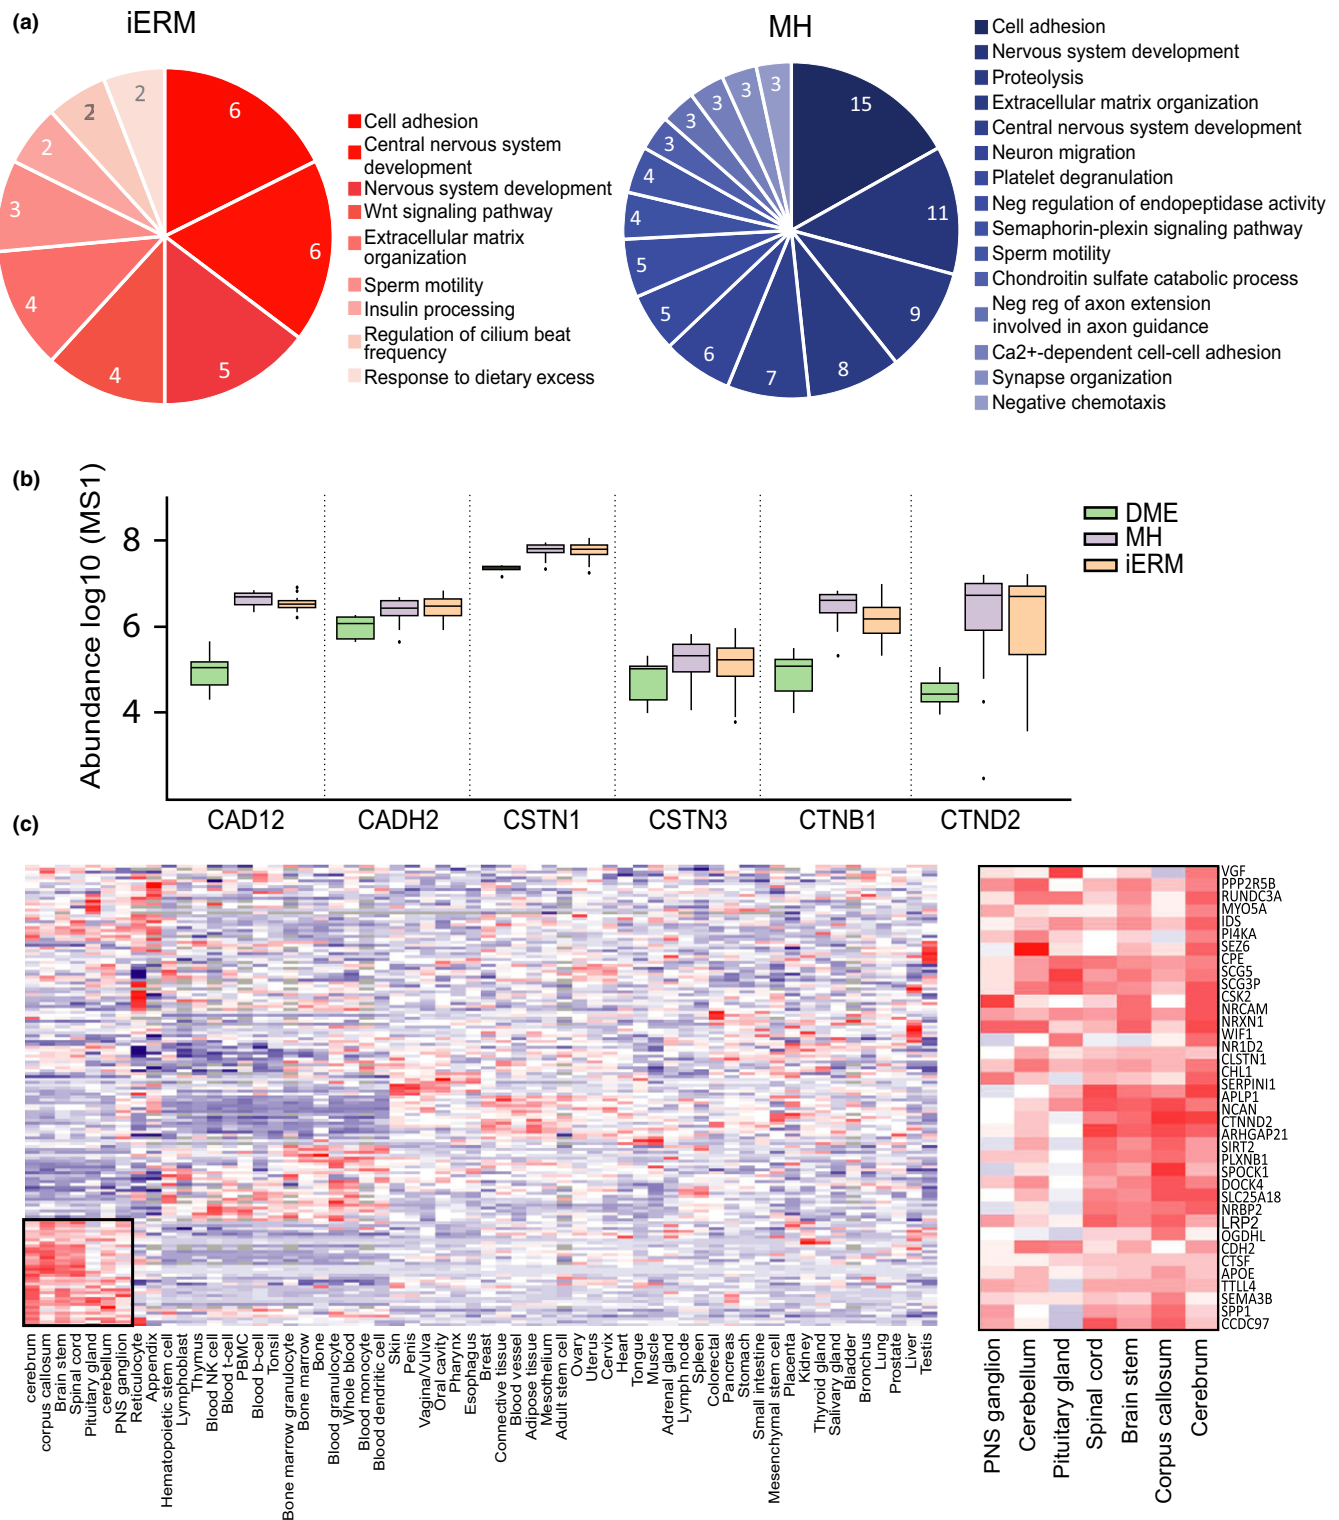 (a)
iERM
6
6
5
4
4
3
2
2
2
Cell adhesion
Central nervous system
development
Nervous system development
Wnt signaling pathway
Extracellular matrix
organization
Sperm motility
Insulin processing
Regulation of cilium beat
frequency
Response to dietary excess
MH
15
11
9
8
7
6
5
5
4
4
3
3
3
3
3
Cell adhesion
Nervous system development
Proteolysis
Extracellular matrix organization
Central nervous system development
Neuron migration
Platelet degranulation
Neg regulation of endopeptidase activity
Semaphorin-plexin signaling pathway
Sperm motility
Chondroitin sulfate catabolic process
Neg reg of axon extension
involved in axon guidance
Ca2+-dependent cell-cell adhesion
Synapse organization
Negative chemotaxis
(b)
Abundance log10 (MS1)
8
6
4
CAD12
CADH2
CSTN1
CSTN3
CTNB1
CTND2
DME
MH
iERM
(c)
cerebrum
corpus callosum
Brain stem
Spinal cord
Pituitary gland
cerebellum
PNS ganglion
Reticulocyte
Appendix
Hematopoietic stem cell
Lymphoblast
Thymus
Blood NK cell
Blood t-cell
PBMC
Blood b-cell
Tonsil
Bone marrow granulocyte
Bone marrow
Bone
Blood granulocyte
Whole blood
Blood monocyte
Blood dendritic cell
Skin
Penis
Vagina/Vulva
Oral cavity
Pharynx
Esophagus
Breast
Connective tissue
Blood vessel
Adipose tissue
Mesothelium
Adult stem cell
Ovary
Uterus
Cervix
Heart
Tongue
Muscle
Adrenal gland
Lymph node
Spleen
Colorectal
Pancreas
Stomach
Small intestine
Mesenchymal stem cell
Placenta
Kidney
Thyroid gland
Salivary gland
Bladder
Bronchus
Lung
Prostate
Liver
Testis
VGF
PPP2R5B
RUNDC3A
MYO5A
IDS
PI4KA
SEZ6
CPE
SCG5
SCG3P
CSK2
NRCAM
NRXN1
WIF1
NR1D2
CLSTN1
CHL1
SERPINI1
APLP1
NCAN
CTNND2
ARHGAP21
SIRT2
PLXNB1
SPOCK1
DOCK4
SLC25A18
NRBP2
LRP2
OGDHL
CDH2
CTSF
APOE
TTLL4
SEMA3B
SPP1
CCDC97
PNS ganglion
Cerebellum
Pituitary gland
Spinal cord
Brain stem
Corpus callosum
Cerebrum